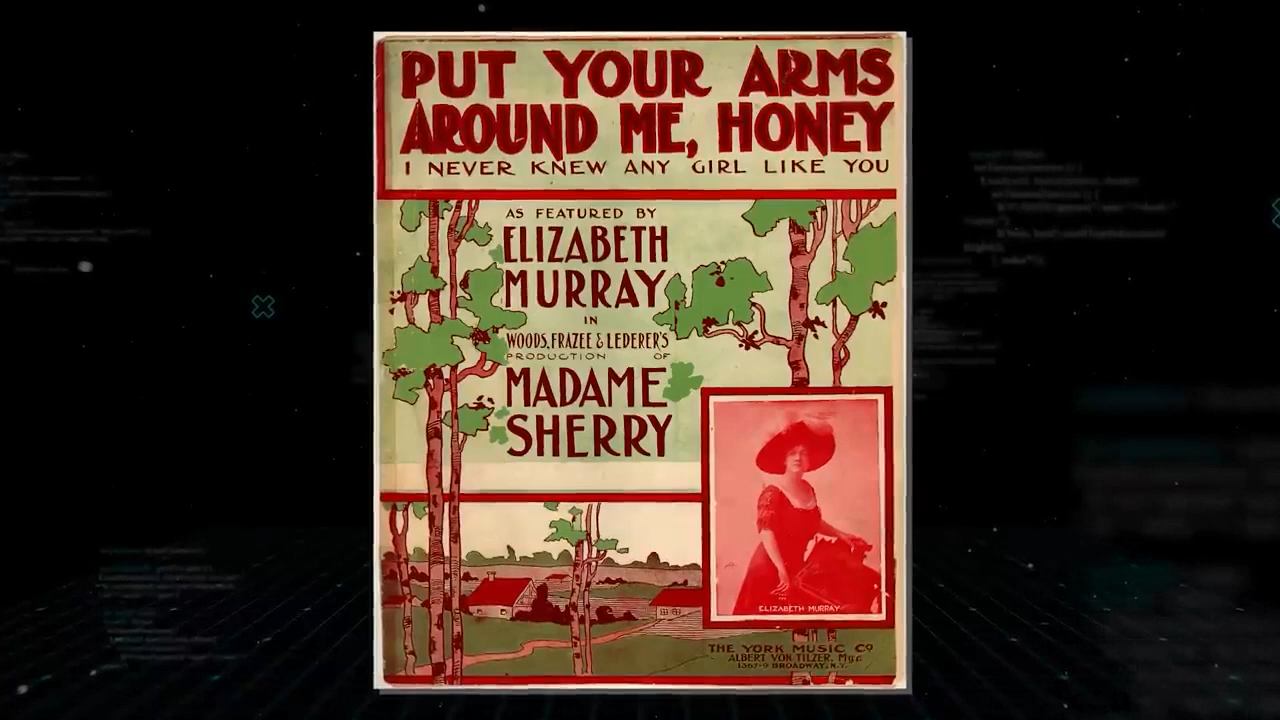 PUT YOUR ARMS
AROUND ME, HONEY
I NEVER KNEW ANY GIRL LIKE YOU
AS FEATURED BY
ELIZABETH
MURRAY
IN
WOODS, FRAZEE & LEDERER'S
PRODUCTION OF
MADAME
SHERRY
ELIZABETH MURRAY
THE YORK MUSIC CO
ALBERT VON TILZER, Mgr.
1367-9 BROADWAY, N.Y.